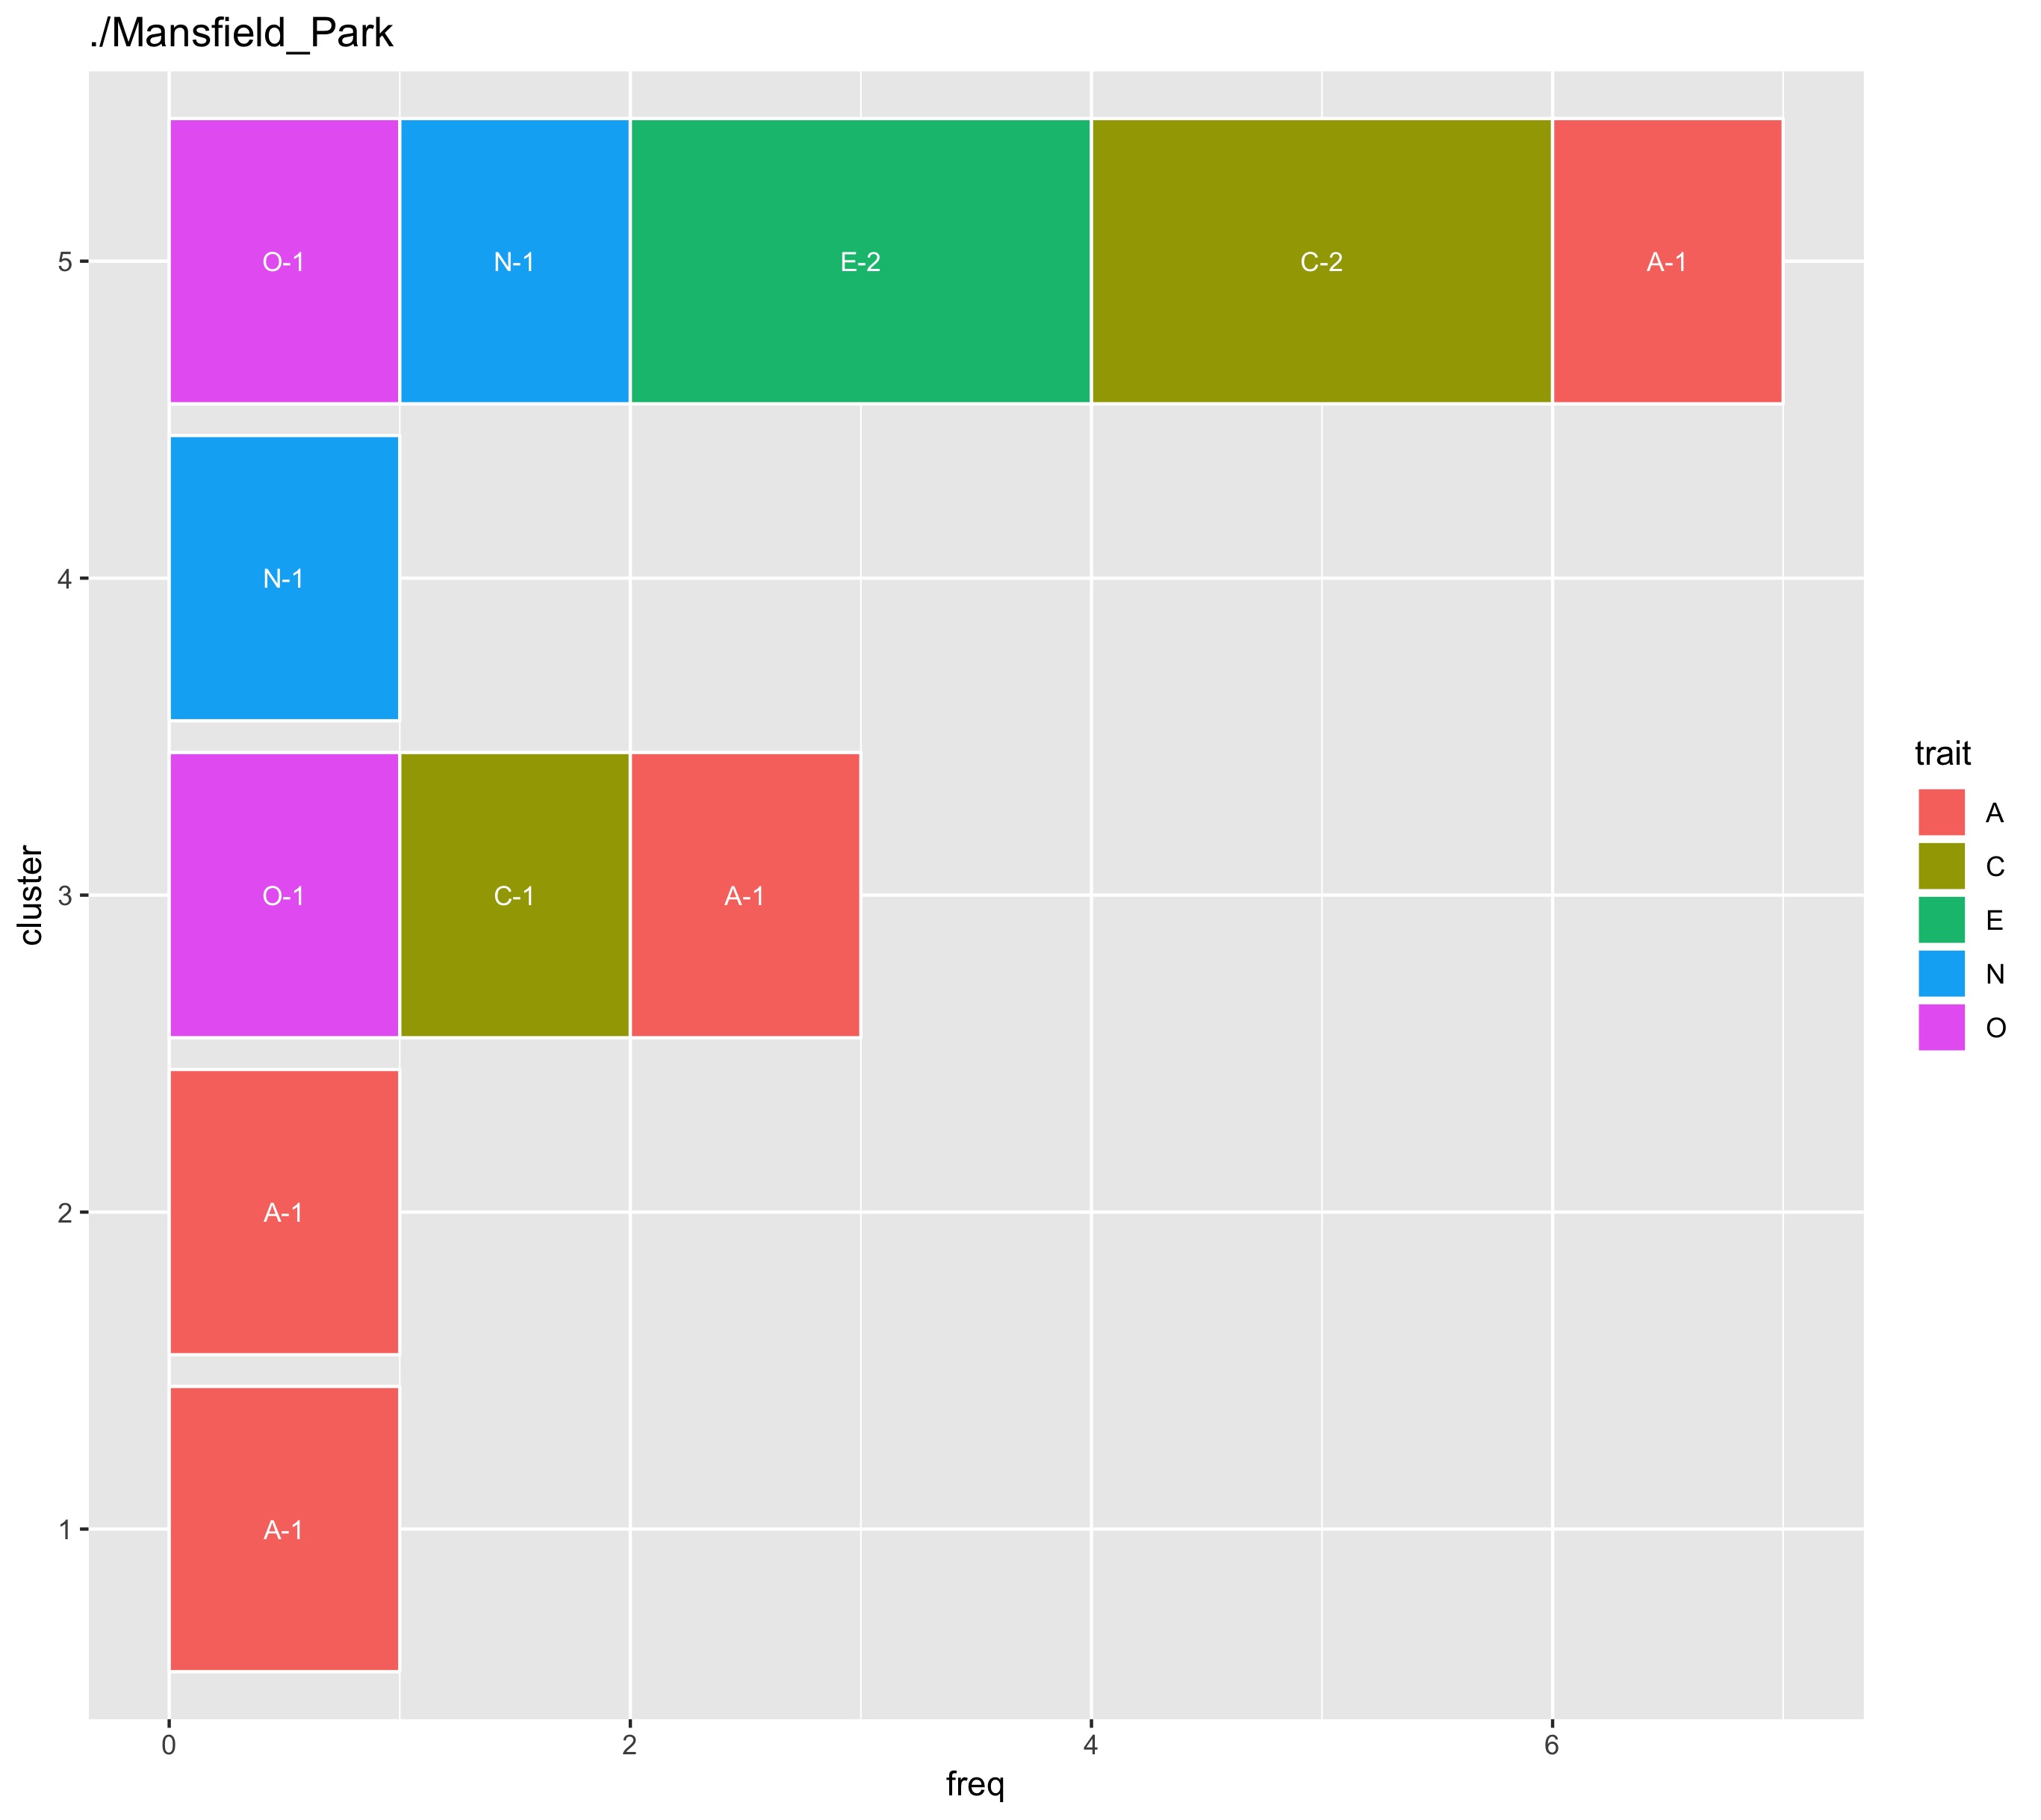 ./Mansfield_Park
5
O-1
N-1
E-2
C-2
A-1
4
N-1
3
O-1
C-1
A-1
2
A-1
1
A-1
cluster
0
2
4
6
freq
trait
A
C
E
N
O